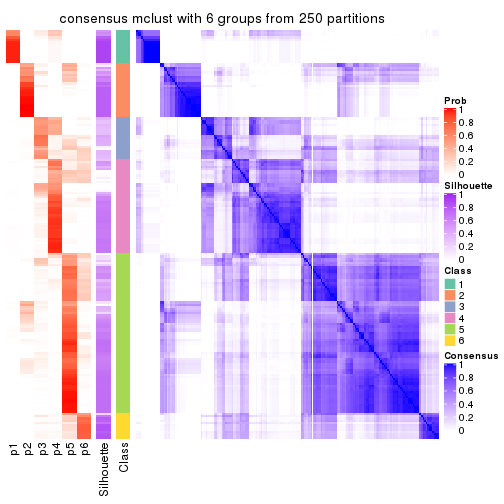 consensus mclust with 6 groups from 250 partitions
Prob
1
0.8
0.6
0.4
0.2
0
Silhouette
1
0.8
0.6
0.4
0.2
0
Class
1
2
3
4
5
6
Consensus
1
0.8
0.6
0.4
0.2
0
p1
p2
p3
p4
p5
p6
Silhouette
Class